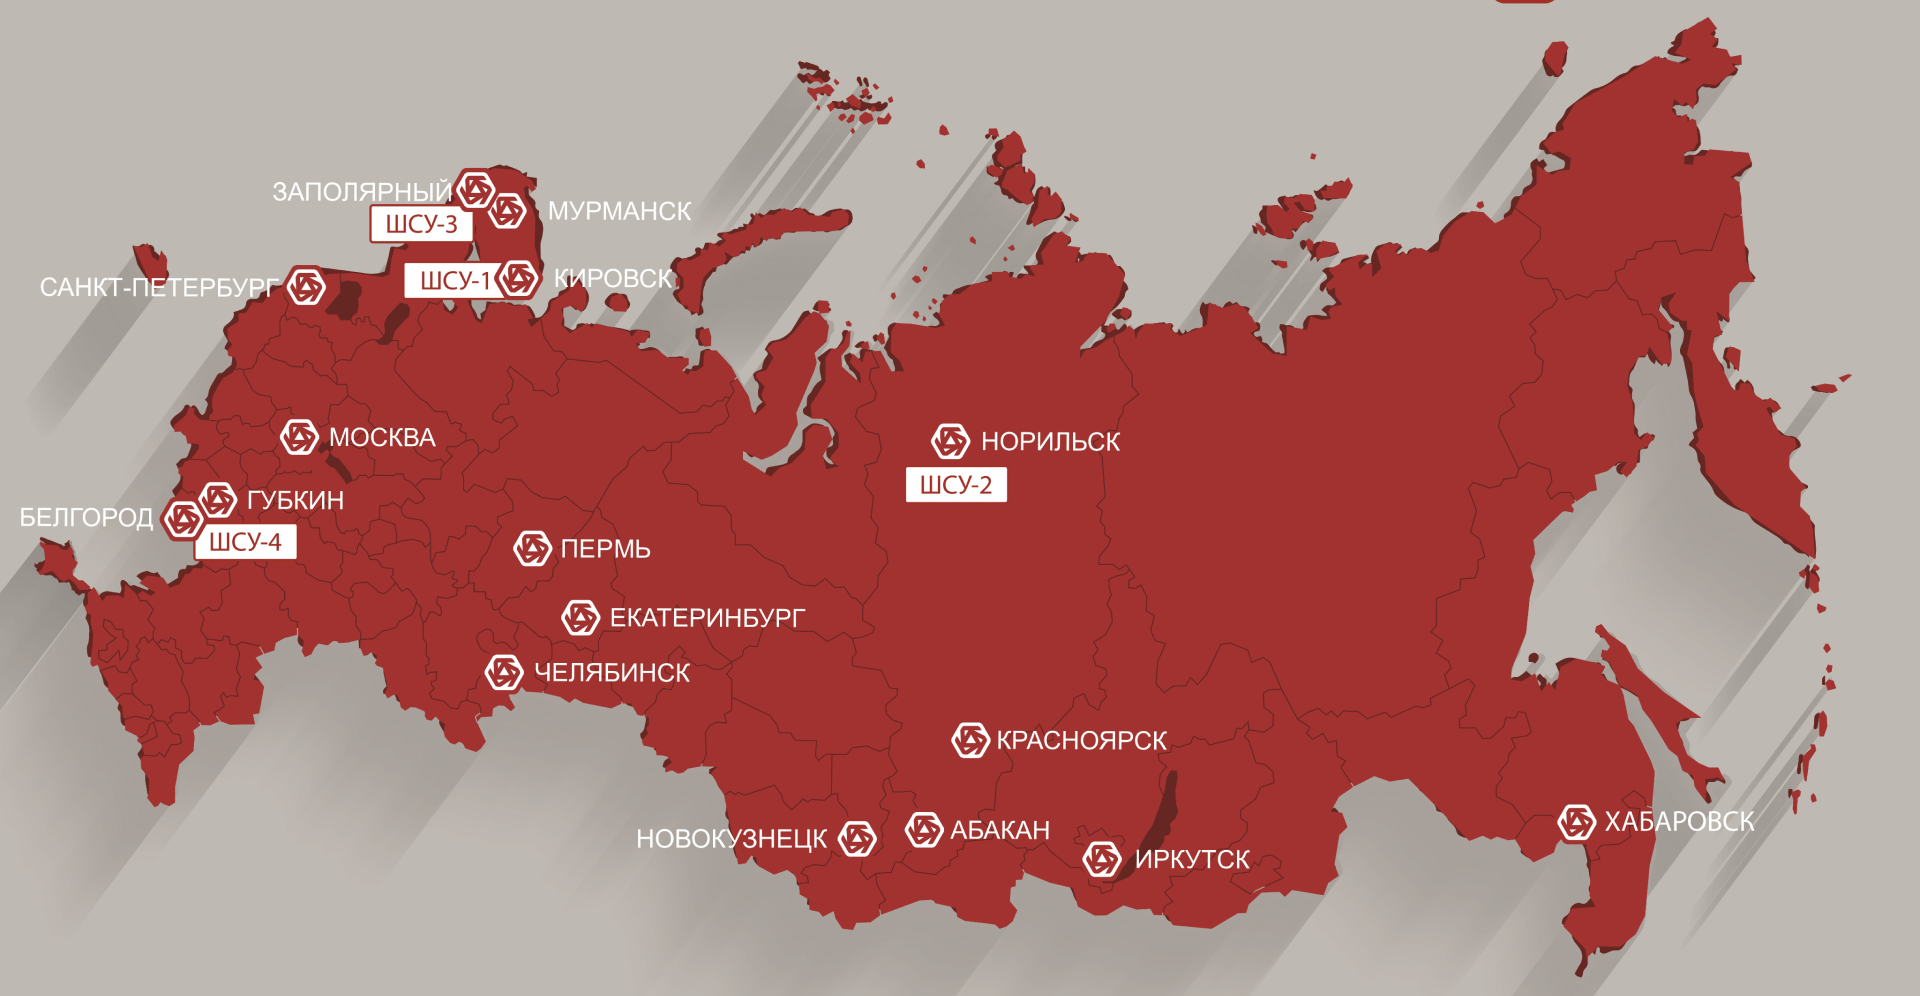 ЗАПОЛЯРНЫЙ
МУРМАНСК
ШСУ-3
САНКТ-ПЕТЕРБУРГ
ШСУ-1
КИРОВСК
МОСКВА
НОРИЛЬСК
ШСУ-2
ГУБКИН
БЕЛГОРОД
ШСУ-4
ПЕРМЬ
ЕКАТЕРИНБУРГ
ЧЕЛЯБИНСК
КРАСНОЯРСК
ХАБАРОВСК
АБАКАН
НОВОКУЗНЕЦК
ИРКУТСК